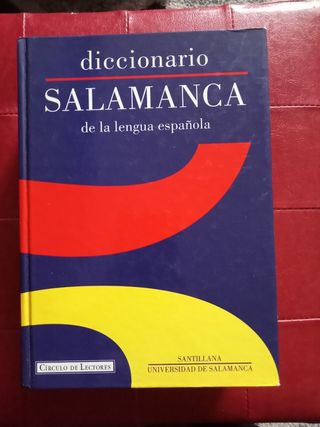 diccionario
SALAMANCA
de la lengua española
CÍRCULO DE LECTORES
SANTILLANA
UNIVERSIDAD DE SALAMANCA